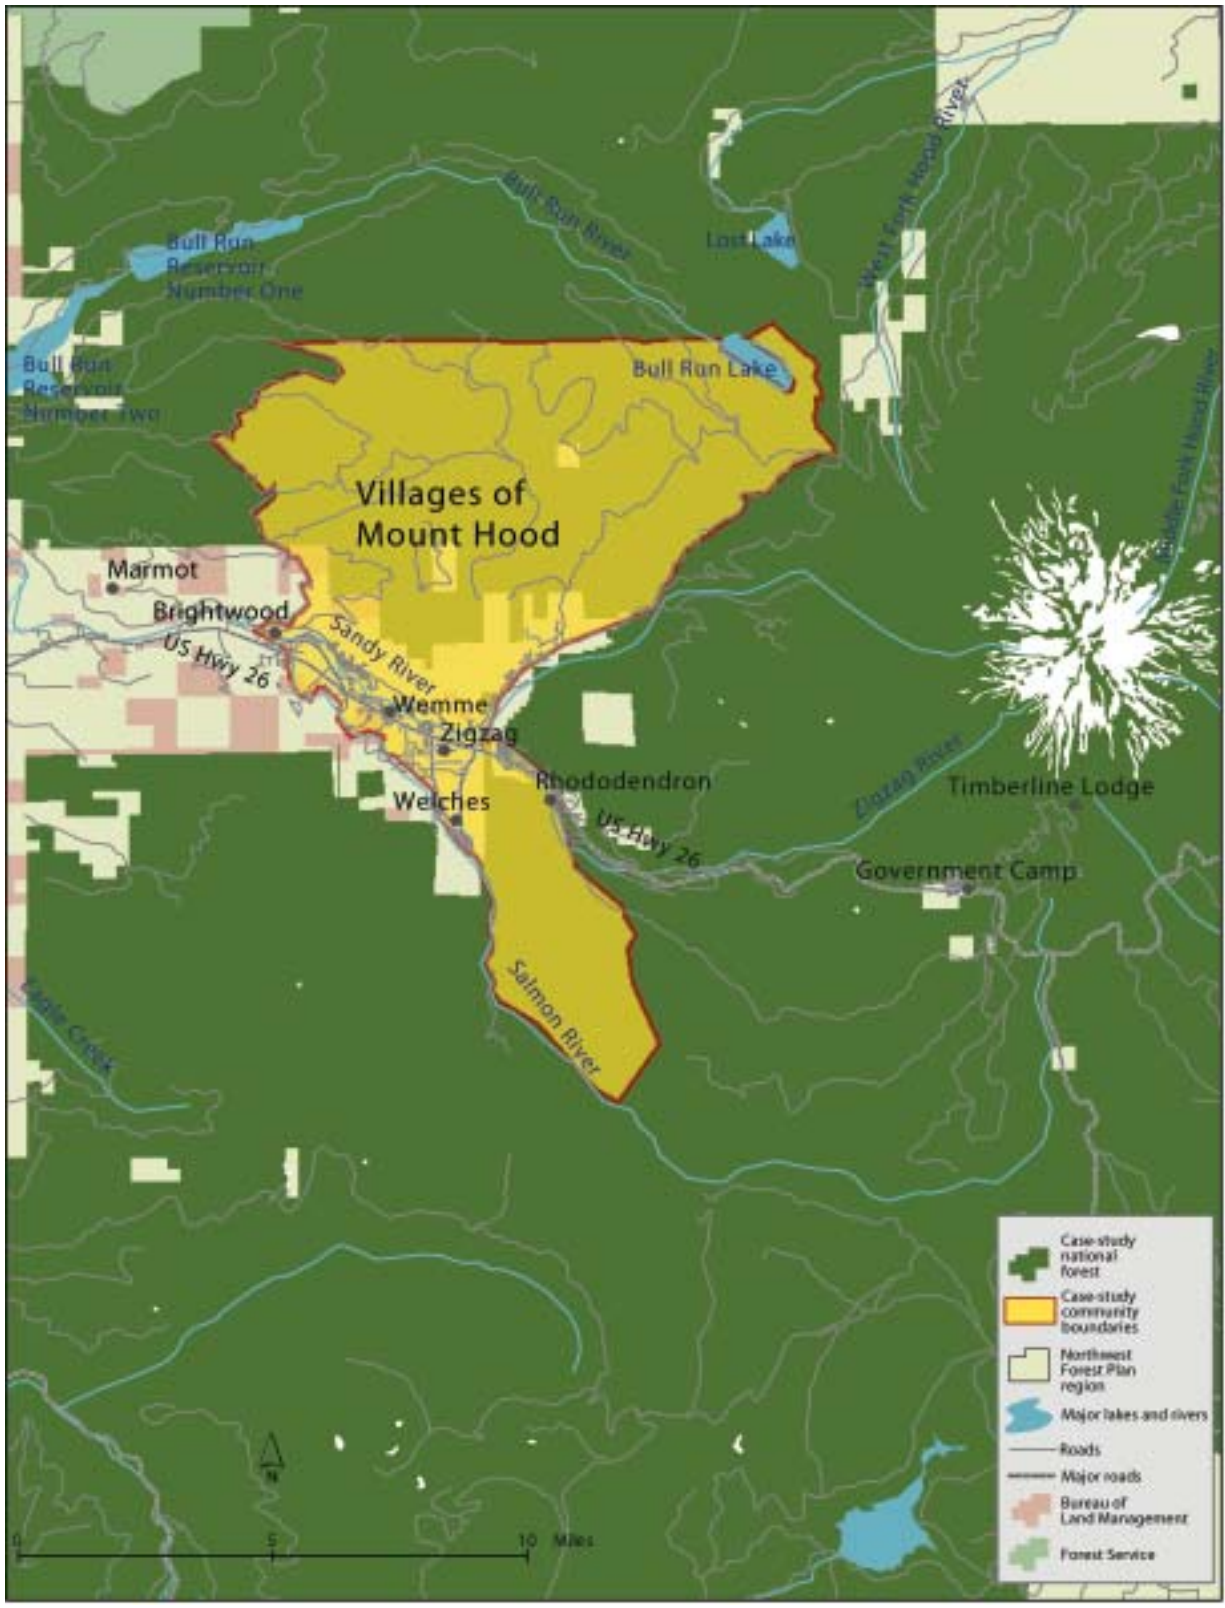 West Fork Hood River
Bull Run River
Lost Lake
Bull Run
Reservoir
Number One
Bull Run
Reservoir
Number Two
Bull Run Lake
Middle Fork Hood River
Villages of
Mount Hood
Marmot
Brightwood
Sandy River
US Hwy 26
Wemme
Zigzag
Rhododendron
Zigzag River
Timberline Lodge
Welches
US Hwy 26
Government Camp
Salmon River
Eagle Creek
Case-study
national
forest
Case-study
community
boundaries
Northwest
Forest Plan
region
Major lakes and rivers
Roads
Major roads
Bureau of
Land Management
Forest Service
N
0 5 10 Miles